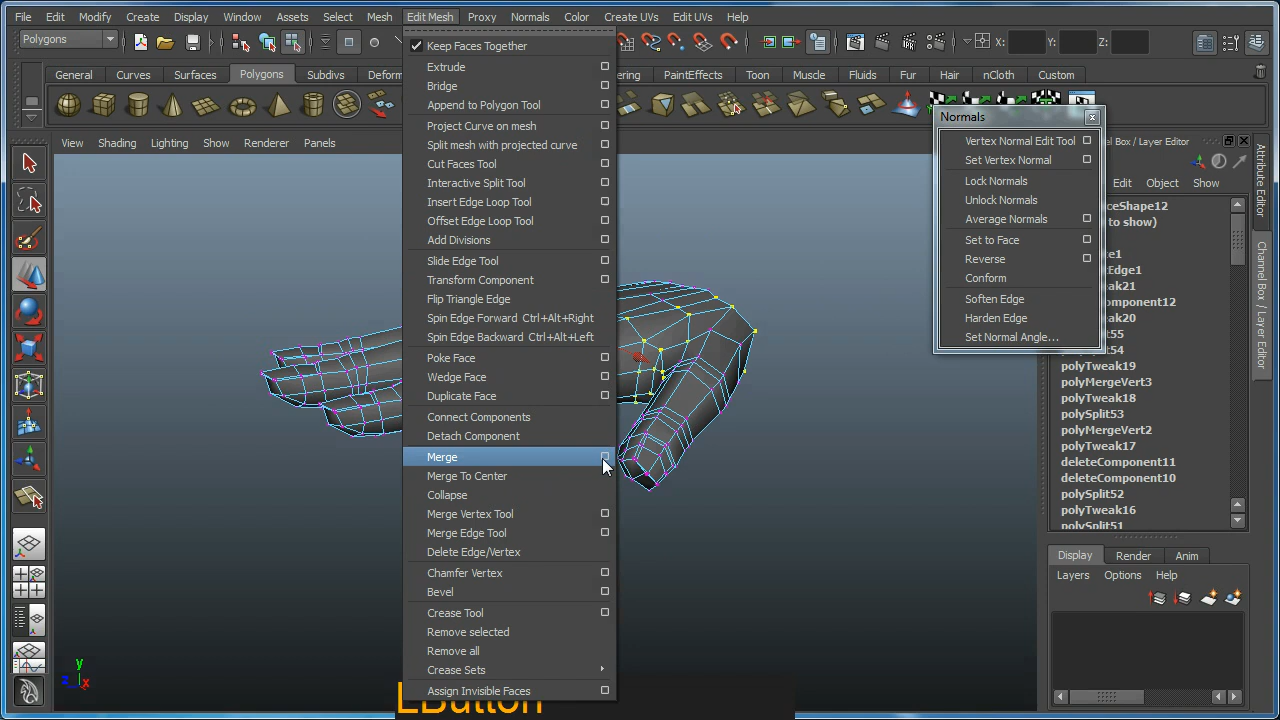 File Edit Modify Create Display Window Assets Select Mesh Edit Mesh Proxy Normals Color Create UVs Edit UVs Help
Polygons
X: Y: Z:
General Curves Surfaces Polygons Subdivs Deform
ering PaintEffects Toon Muscle Fluids Fur Hair nCloth Custom
View Shading Lighting Show Renderer Panels
Keep Faces Together
Extrude
Bridge
Append to Polygon Tool
Project Curve on mesh
Split mesh with projected curve
Cut Faces Tool
Interactive Split Tool
Insert Edge Loop Tool
Offset Edge Loop Tool
Add Divisions
Slide Edge Tool
Transform Component
Flip Triangle Edge
Spin Edge Forward Ctrl+Alt+Right
Spin Edge Backward Ctrl+Alt+Left
Poke Face
Wedge Face
Duplicate Face
Connect Components
Detach Component
Merge
Merge To Center
Collapse
Merge Vertex Tool
Merge Edge Tool
Delete Edge/Vertex
Chamfer Vertex
Bevel
Crease Tool
Remove selected
Remove all
Crease Sets
Assign Invisible Faces
LButton
y
z x
Normals
Vertex Normal Edit Tool
Set Vertex Normal
Lock Normals
Unlock Normals
Average Normals
Set to Face
Reverse
Conform
Soften Edge
Harden Edge
Set Normal Angle...
el Box / Layer Editor
Edit Object Show
ceShape12
to show)
ce1
tEdge1
eak21
mponent12
eak20
55
54
polyTweak19
polyMergeVert3
polyTweak18
polySplit53
polyMergeVert2
polyTweak17
deleteComponent11
deleteComponent10
polySplit52
polyTweak16
polySplit51
Display Render Anim
Layers Options Help
Attribute Editor
Channel Box / Layer Editor